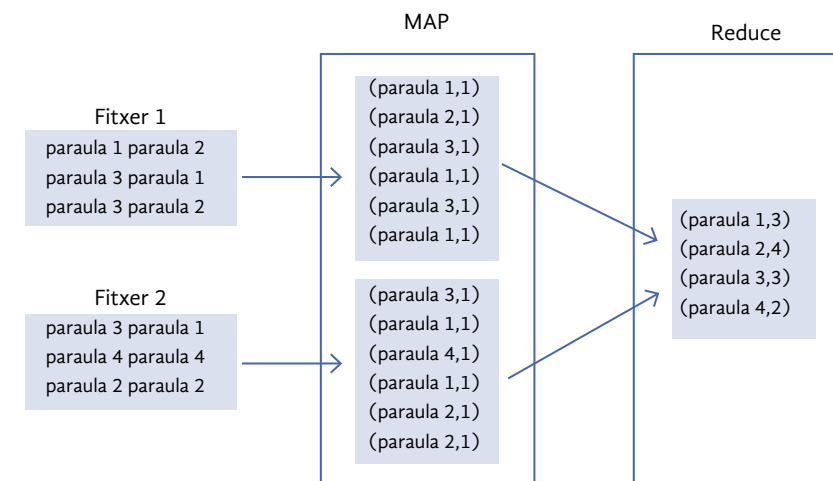 MAP
Reduce
Fitxer 1
paraula 1 paraula 2
paraula 3 paraula 1
paraula 3 paraula 2
(paraula 1,1)
(paraula 2,1)
(paraula 3,1)
(paraula 1,1)
(paraula 3,1)
(paraula 1,1)
Fitxer 2
paraula 3 paraula 1
paraula 4 paraula 4
paraula 2 paraula 2
(paraula 3,1)
(paraula 1,1)
(paraula 4,1)
(paraula 1,1)
(paraula 2,1)
(paraula 2,1)
(paraula 1,3)
(paraula 2,4)
(paraula 3,3)
(paraula 4,2)